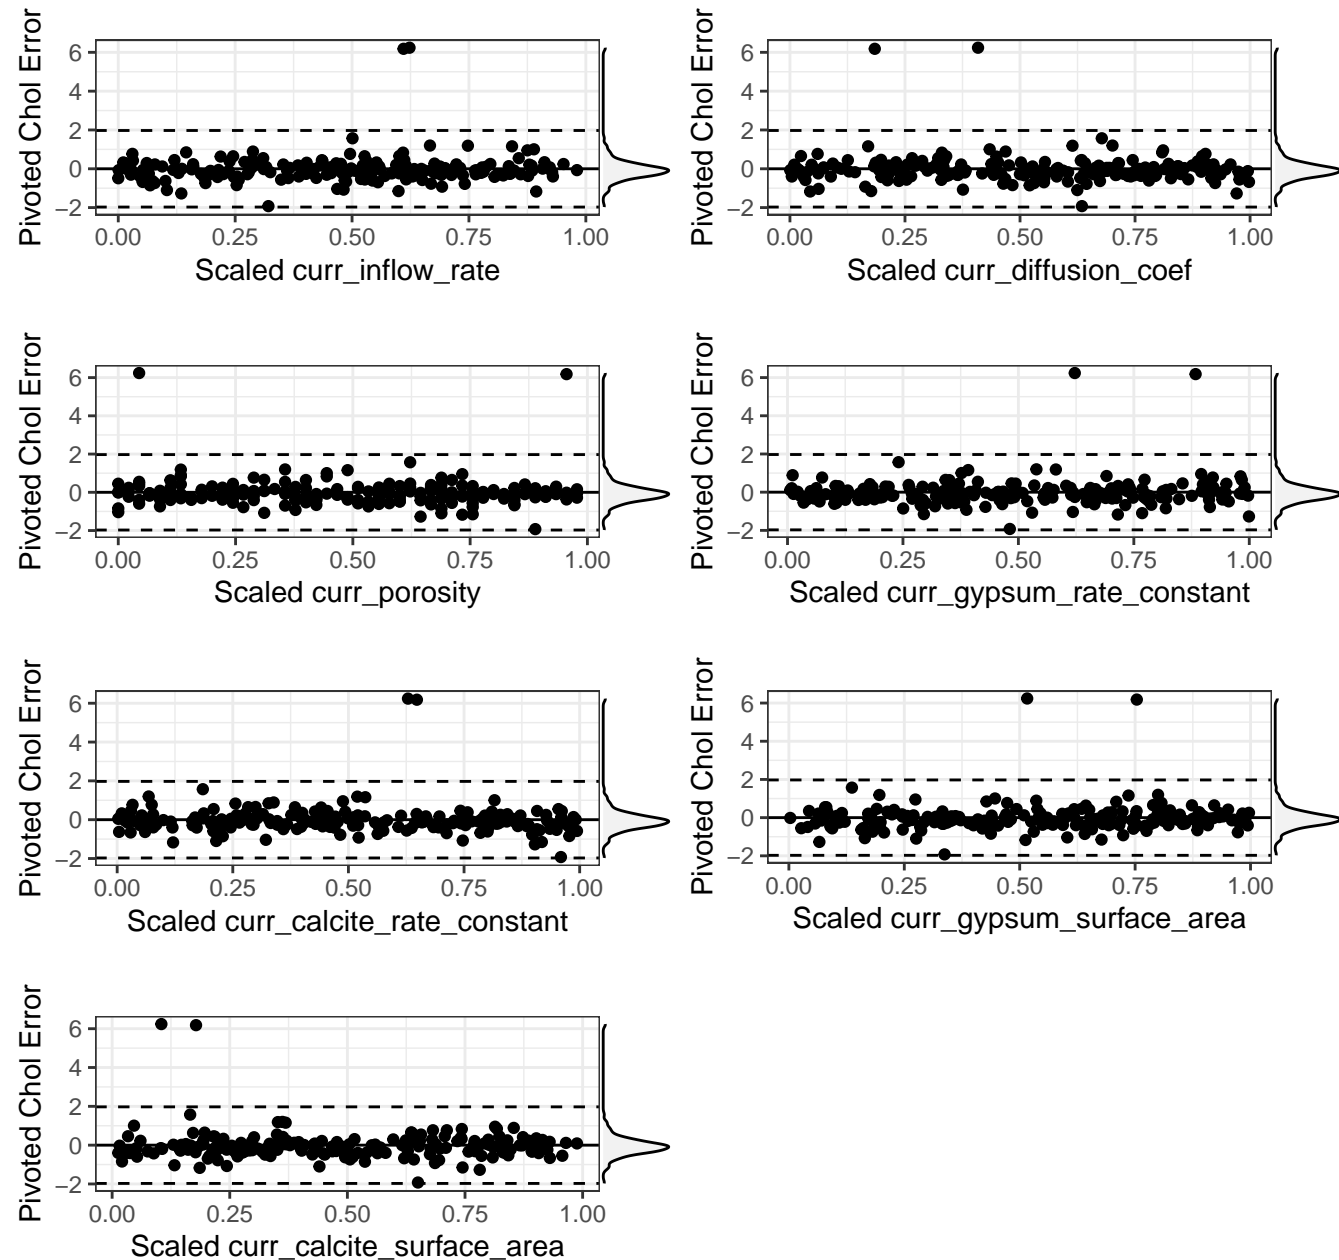 Pivoted Chol Error
6
4
2
0
−2
0.00 0.25 0.50 0.75 1.00
Scaled curr_inflow_rate
Pivoted Chol Error
6
4
2
0
−2
0.00 0.25 0.50 0.75 1.00
Scaled curr_diffusion_coef
Pivoted Chol Error
6
4
2
0
−2
0.00 0.25 0.50 0.75 1.00
Scaled curr_porosity
Pivoted Chol Error
6
4
2
0
−2
0.00 0.25 0.50 0.75 1.00
Scaled curr_gypsum_rate_constant
Pivoted Chol Error
6
4
2
0
−2
0.00 0.25 0.50 0.75 1.00
Scaled curr_calcite_rate_constant
Pivoted Chol Error
6
4
2
0
−2
0.00 0.25 0.50 0.75 1.00
Scaled curr_gypsum_surface_area
Pivoted Chol Error
6
4
2
0
−2
0.00 0.25 0.50 0.75 1.00
Scaled curr_calcite_surface_area